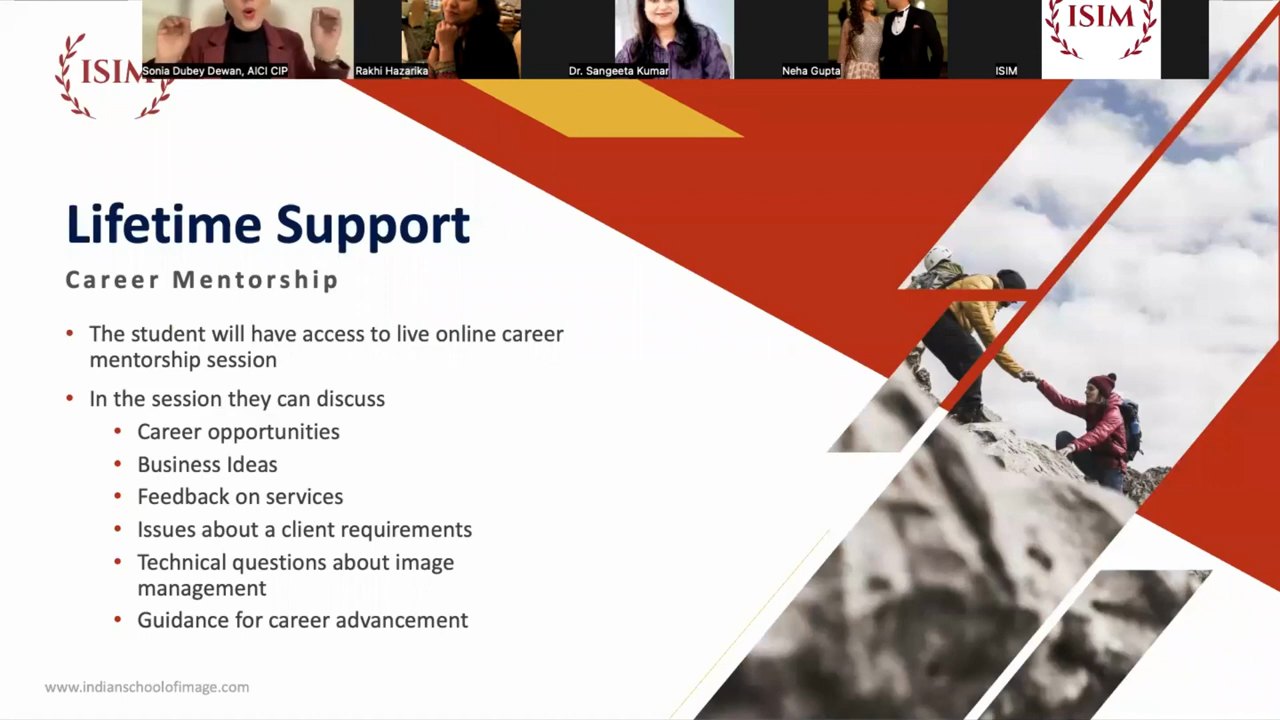 ISIM
ISIM
Sonia Dubey Dewan, AICI CIP
Rakhi Hazarika
Dr. Sangeeta Kumar
Neha Gupta
ISIM
Lifetime Support
Career Mentorship
• The student will have access to live online career
mentorship session
• In the session they can discuss
• Career opportunities
• Business Ideas
• Feedback on services
• Issues about a client requirements
• Technical questions about image
management
• Guidance for career advancement
www.indianschoolofimage.com